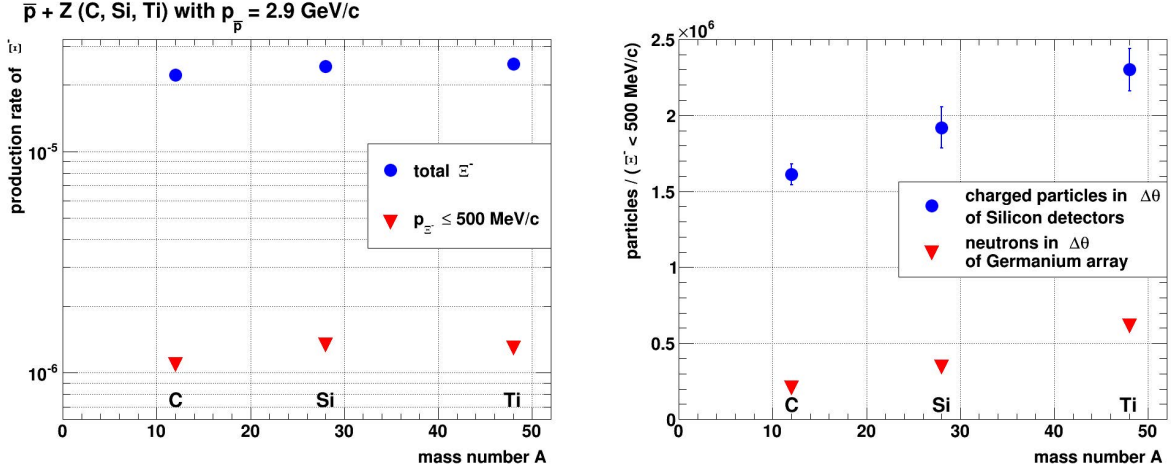 p̅ + Z (C, Si, Ti) with p_p̅ = 2.9 GeV/c
production rate of Ξ⁻
10⁻⁵
10⁻⁶
total Ξ⁻
p_Ξ⁻ ≤ 500 MeV/c
C Si Ti
0 10 20 30 40 50
mass number A
particles / ( Ξ⁻ < 500 MeV/c)
×10⁶
2.5
2
1.5
1
0.5
0
charged particles in Δθ
of Silicon detectors
neutrons in Δθ
of Germanium array
C Si Ti
0 10 20 30 40 50
mass number A